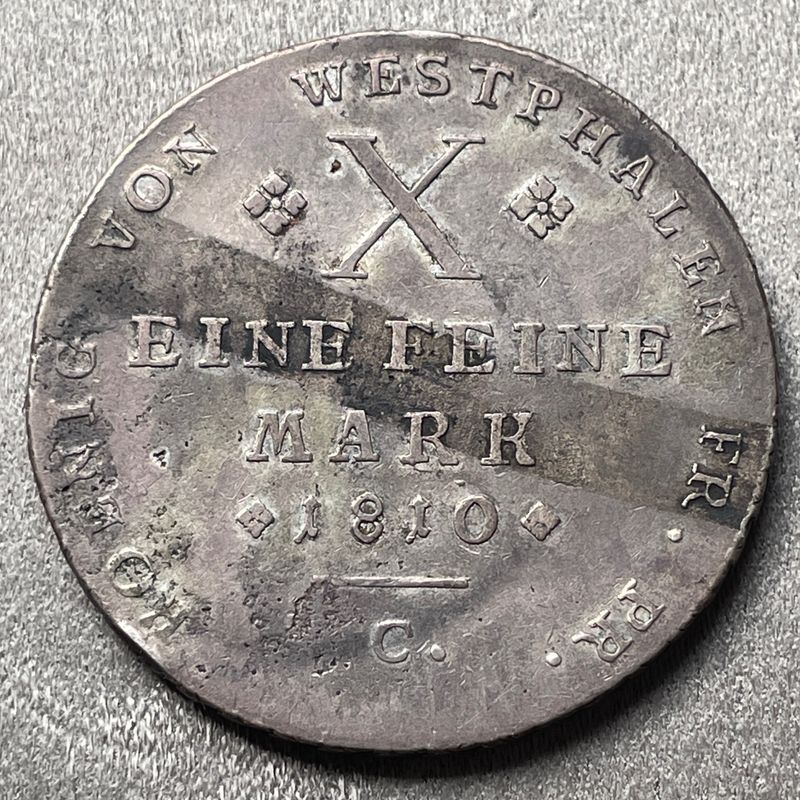 KOENIG VON WESTPHALEN FR. PR.
X
EINE FEINE
MARK
1810
C.